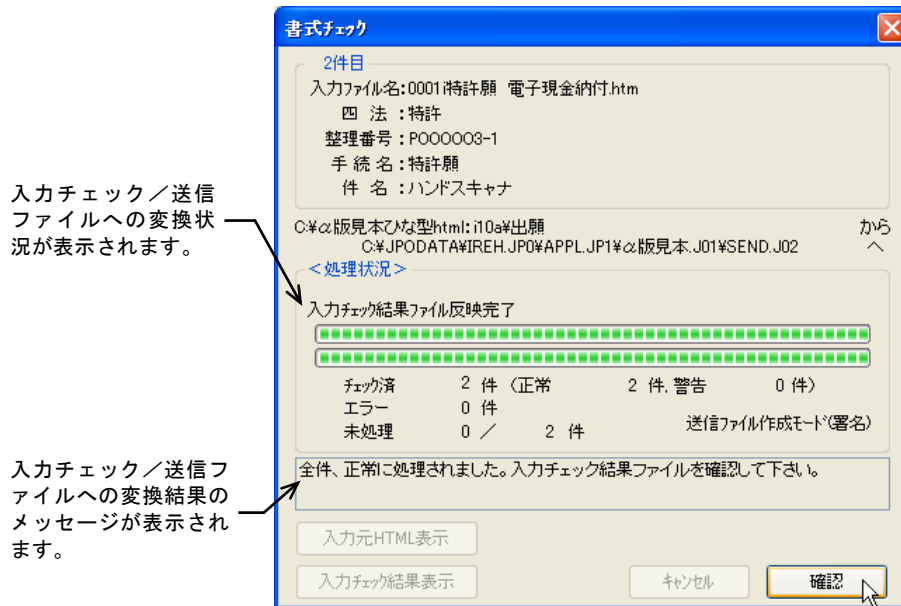 書式チェック
2件目
入力ファイル名:0001i特許願 電子現金納付.htm
四 法 :特許
整理番号:P000003-1
手 続 名:特許願
件 名 :ハンドスキャナ
C:¥α版見本ひな型html:i10a¥出願 から
C:¥JPODATA¥IREH.JP0¥APPL.JP1¥α版見本.J01¥SEND.J02 へ
＜処理状況＞
入力チェック結果ファイル反映完了
チェック済 2 件 (正常 2 件,警告 0 件)
エラー 0 件
未処理 0 ／ 2 件 送信ファイル作成モード(署名)
全件、正常に処理されました。入力チェック結果ファイルを確認して下さい。
入力元HTML表示
入力チェック結果表示 キャンセル 確認
入力チェック／送信
ファイルへの変換状
況が表示されます。
入力チェック／送信フ
ァイルへの変換結果の
メッセージが表示され
ます。